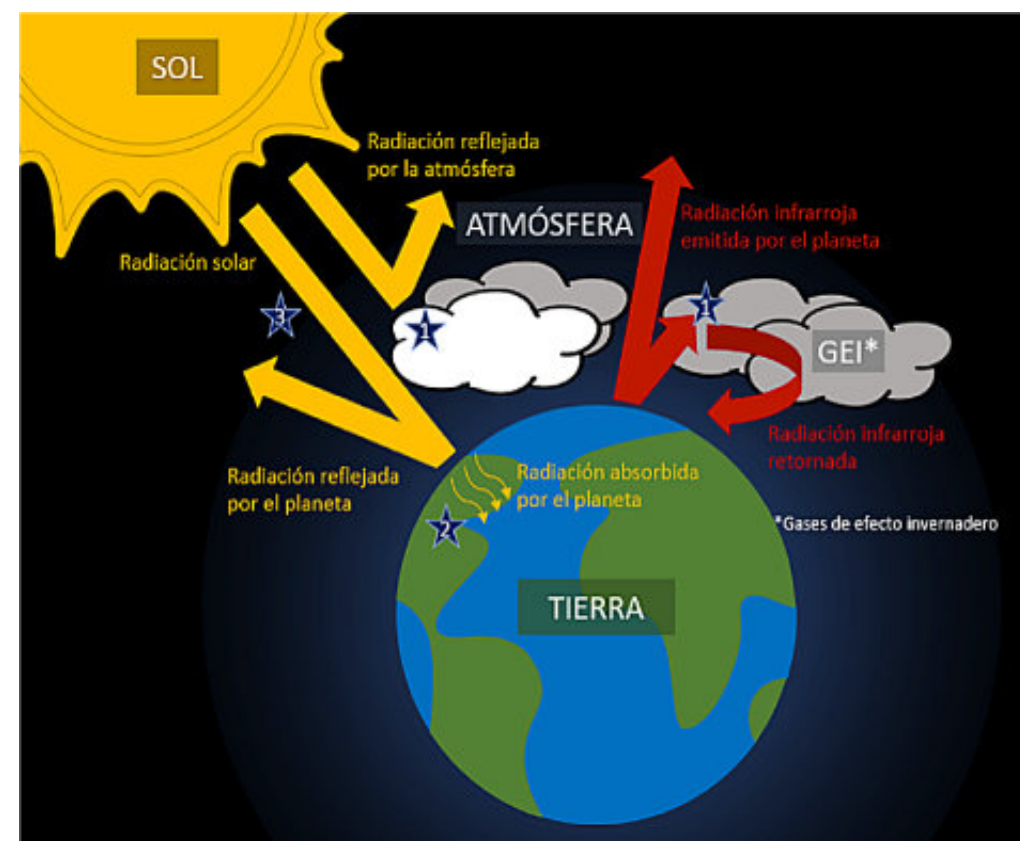 SOL
Radiación reflejada
por la atmósfera
ATMÓSFERA
Radiación infrarroja
emitida por el planeta
Radiación solar
3
1
1
GEI*
Radiación infrarroja
retornada
Radiación reflejada
por el planeta
Radiación absorbida
por el planeta
2
*Gases de efecto invernadero
TIERRA